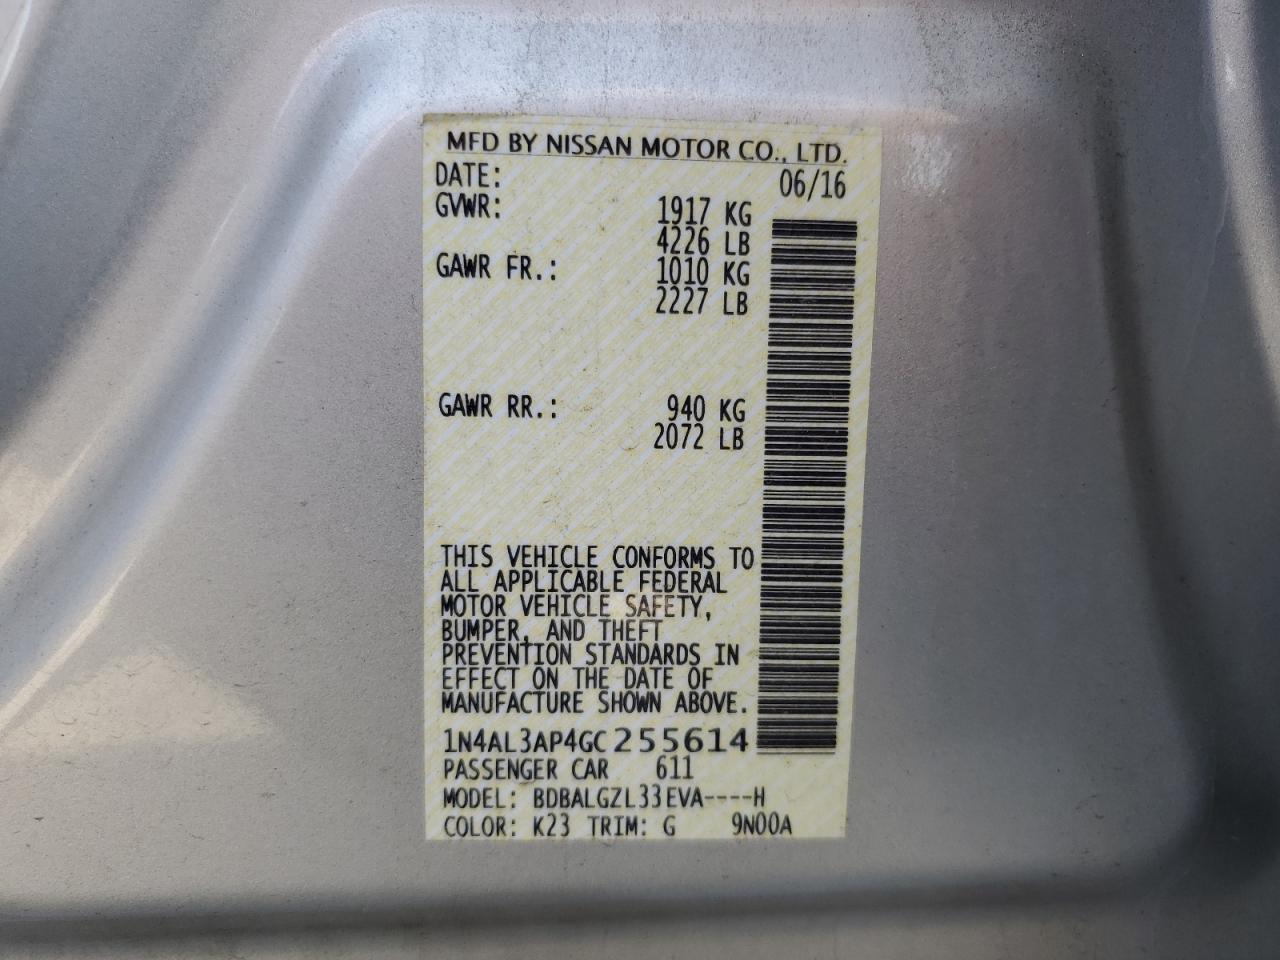 MFD BY NISSAN MOTOR CO., LTD.
DATE: 06/16
GVWR: 1917 KG
4226 LB
GAWR FR.: 1010 KG
2227 LB
GAWR RR.: 940 KG
2072 LB
THIS VEHICLE CONFORMS TO
ALL APPLICABLE FEDERAL
MOTOR VEHICLE SAFETY,
BUMPER, AND THEFT
PREVENTION STANDARDS IN
EFFECT ON THE DATE OF
MANUFACTURE SHOWN ABOVE.
1N4AL3AP4GC255614
PASSENGER CAR 611
MODEL: BDBALGZL33EVA----H
COLOR: K23 TRIM: G 9N00A